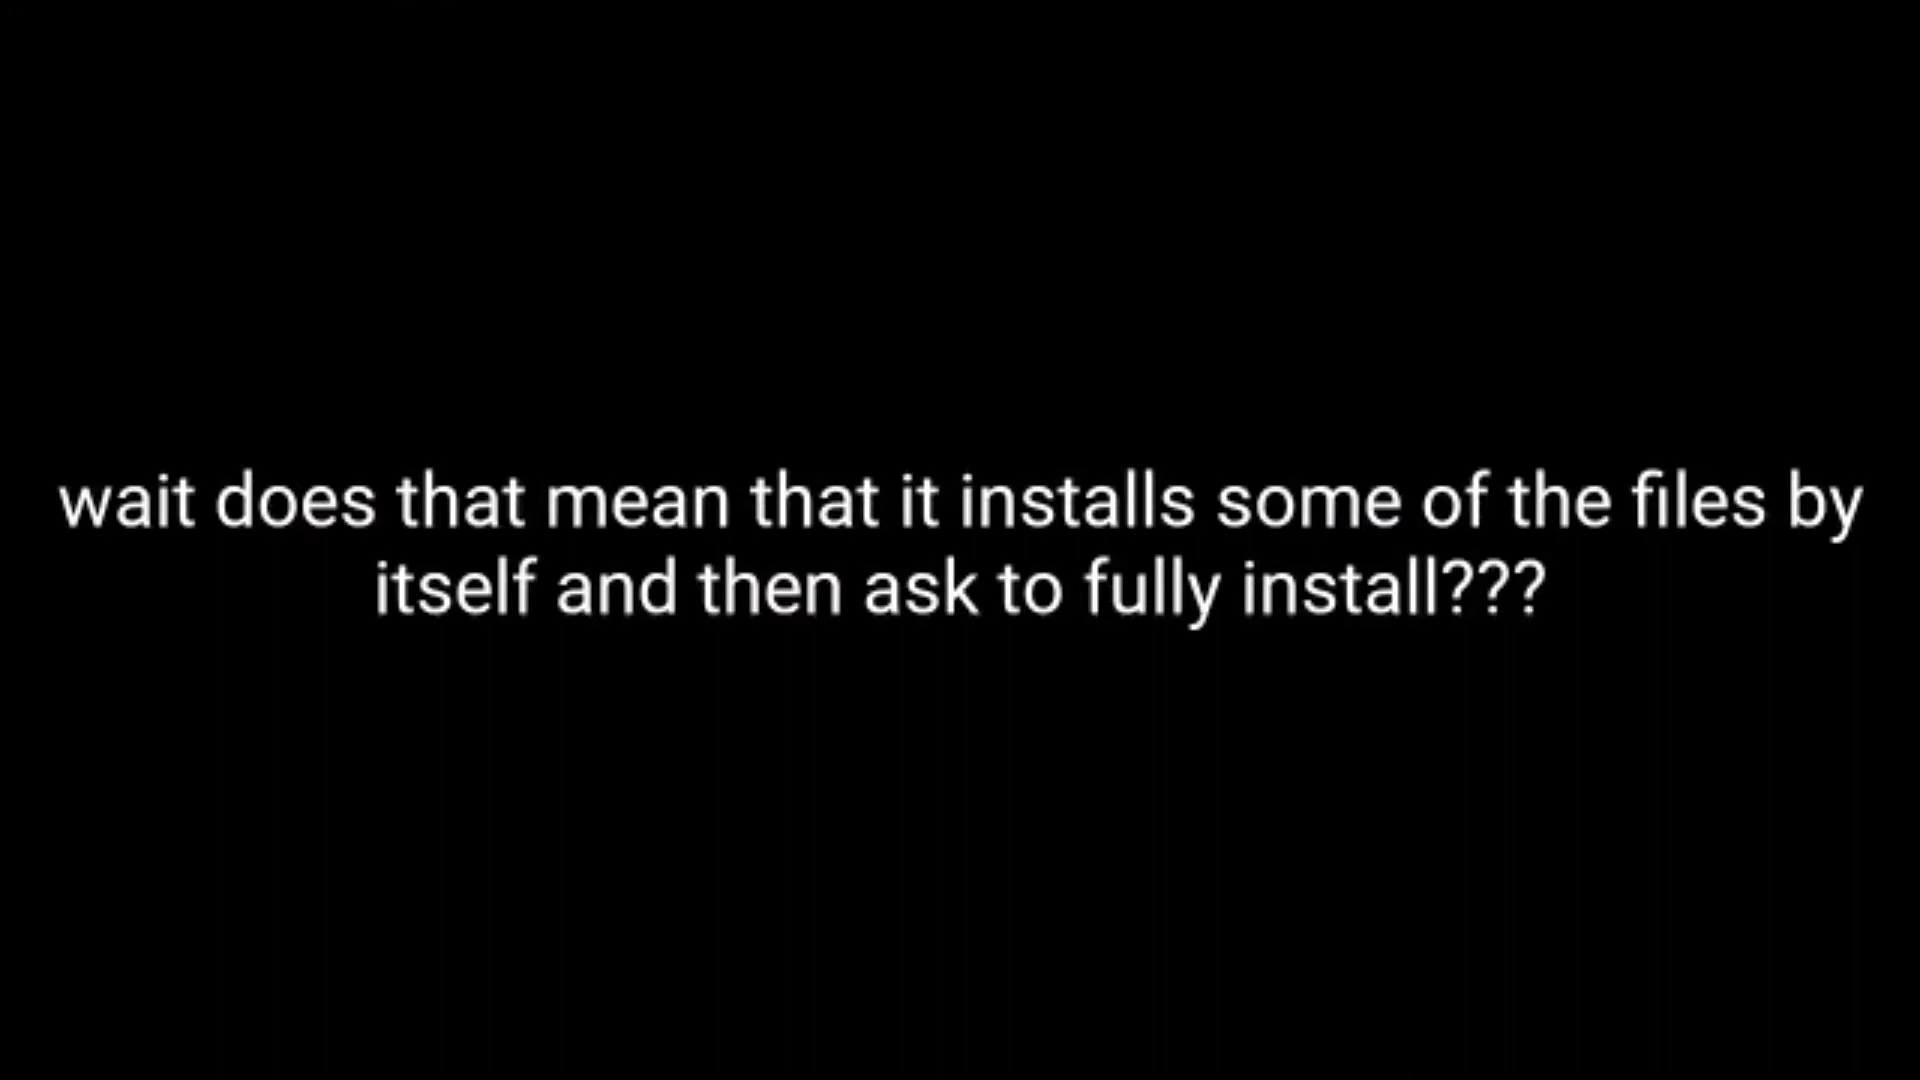 wait does that mean that it installs some of the files by
itself and then ask to fully install???